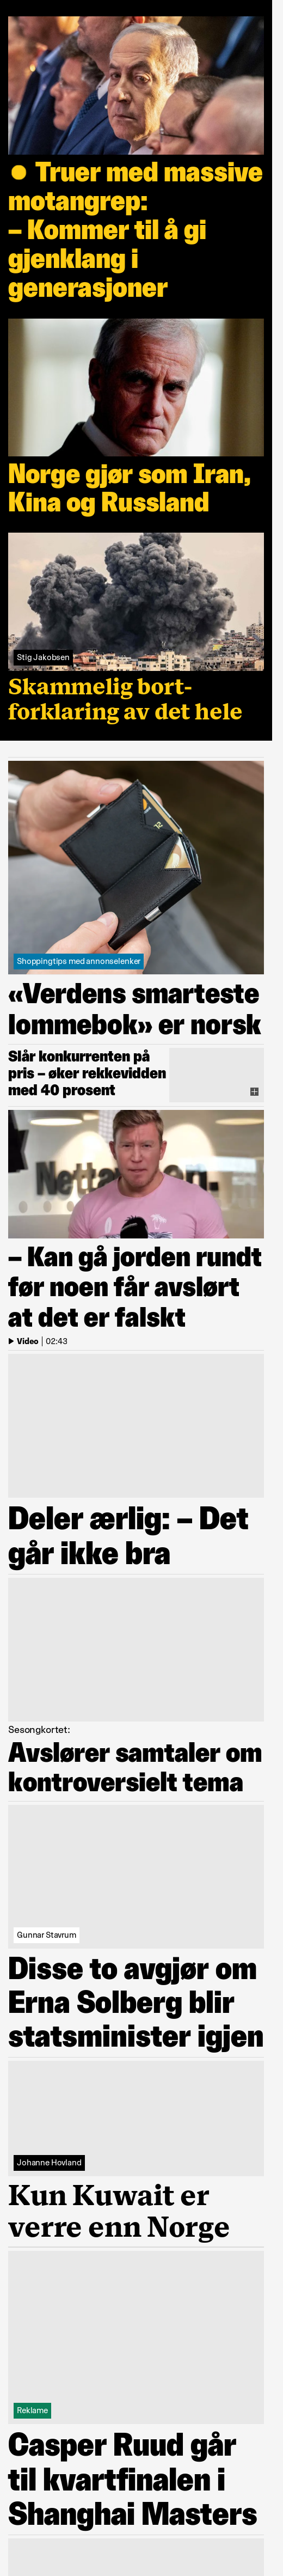 Truer med massive
motangrep:
– Kommer til å gi
gjenklang i
generasjoner
Norge gjør som Iran,
Kina og Russland
Stig Jakobsen
Skammelig bort-
forklaring av det hele
Shoppingtips med annonselenker
«Verdens smarteste
lommebok» er norsk
Slår konkurrenten på
pris – øker rekkevidden
med 40 prosent
Nettav
– Kan gå jorden rundt
før noen får avslørt
at det er falskt
Video | 02:43
Deler ærlig: – Det
går ikke bra
Sesongkortet:
Avslører samtaler om
kontroversielt tema
Gunnar Stavrum
Disse to avgjør om
Erna Solberg blir
statsminister igjen
Johanne Hovland
Kun Kuwait er
verre enn Norge
Reklame
Casper Ruud går
til kvartfinalen i
Shanghai Masters